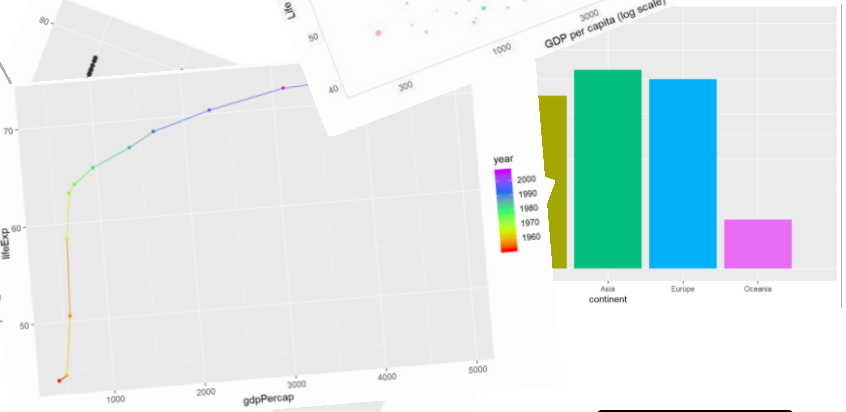 80
Life
50
40
300
1000
3000
GDP per capita (log scale)
70
60
50
lifeExp
1000
2000
3000
4000
5000
gdpPercap
year
2000
1990
1980
1970
1960
Asia
Europe
Oceania
continent